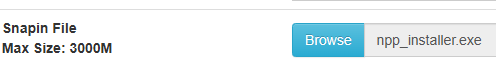 Snapin File
Max Size: 3000M
Browse npp_installer.exe